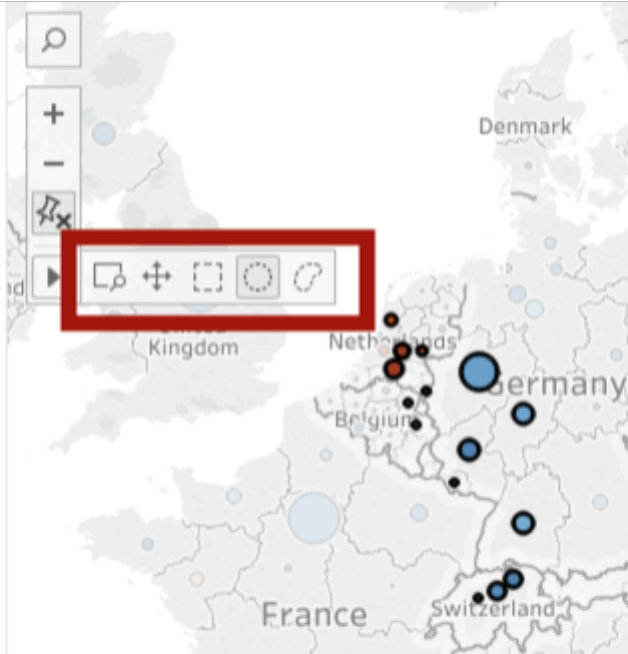 Denmark
Netherlands
Kingdom
Germany
Belgium
Switzerland
France